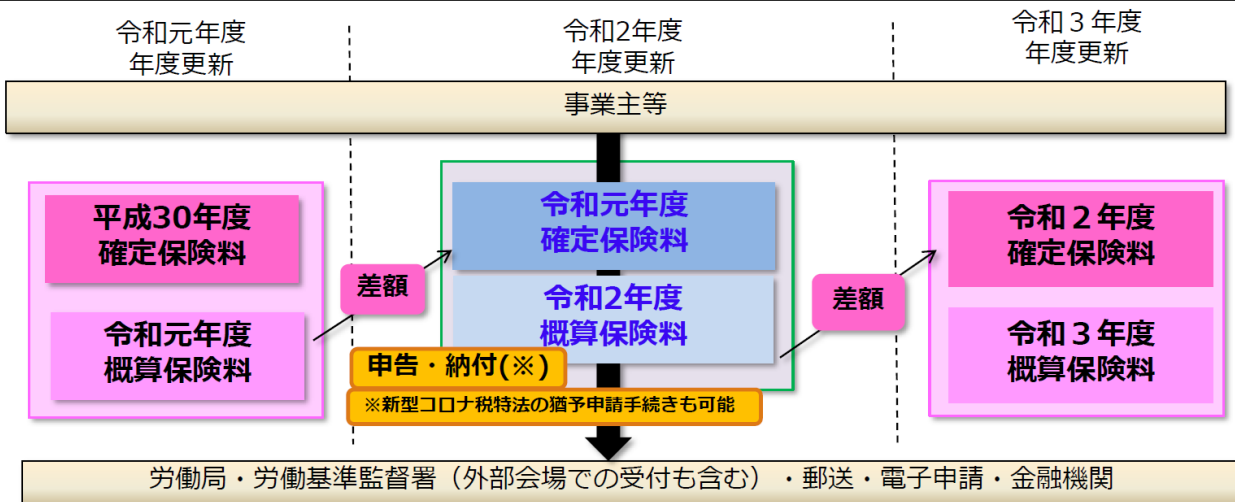 令和元年度
年度更新
令和2年度
年度更新
令和３年度
年度更新
事業主等
平成30年度
確定保険料
令和元年度
概算保険料
差額
令和元年度
確定保険料
令和2年度
概算保険料
申告・納付(※)
※新型コロナ税特法の猶予申請手続きも可能
差額
令和２年度
確定保険料
令和３年度
概算保険料
労働局・労働基準監督署（外部会場での受付も含む）・郵送・電子申請・金融機関